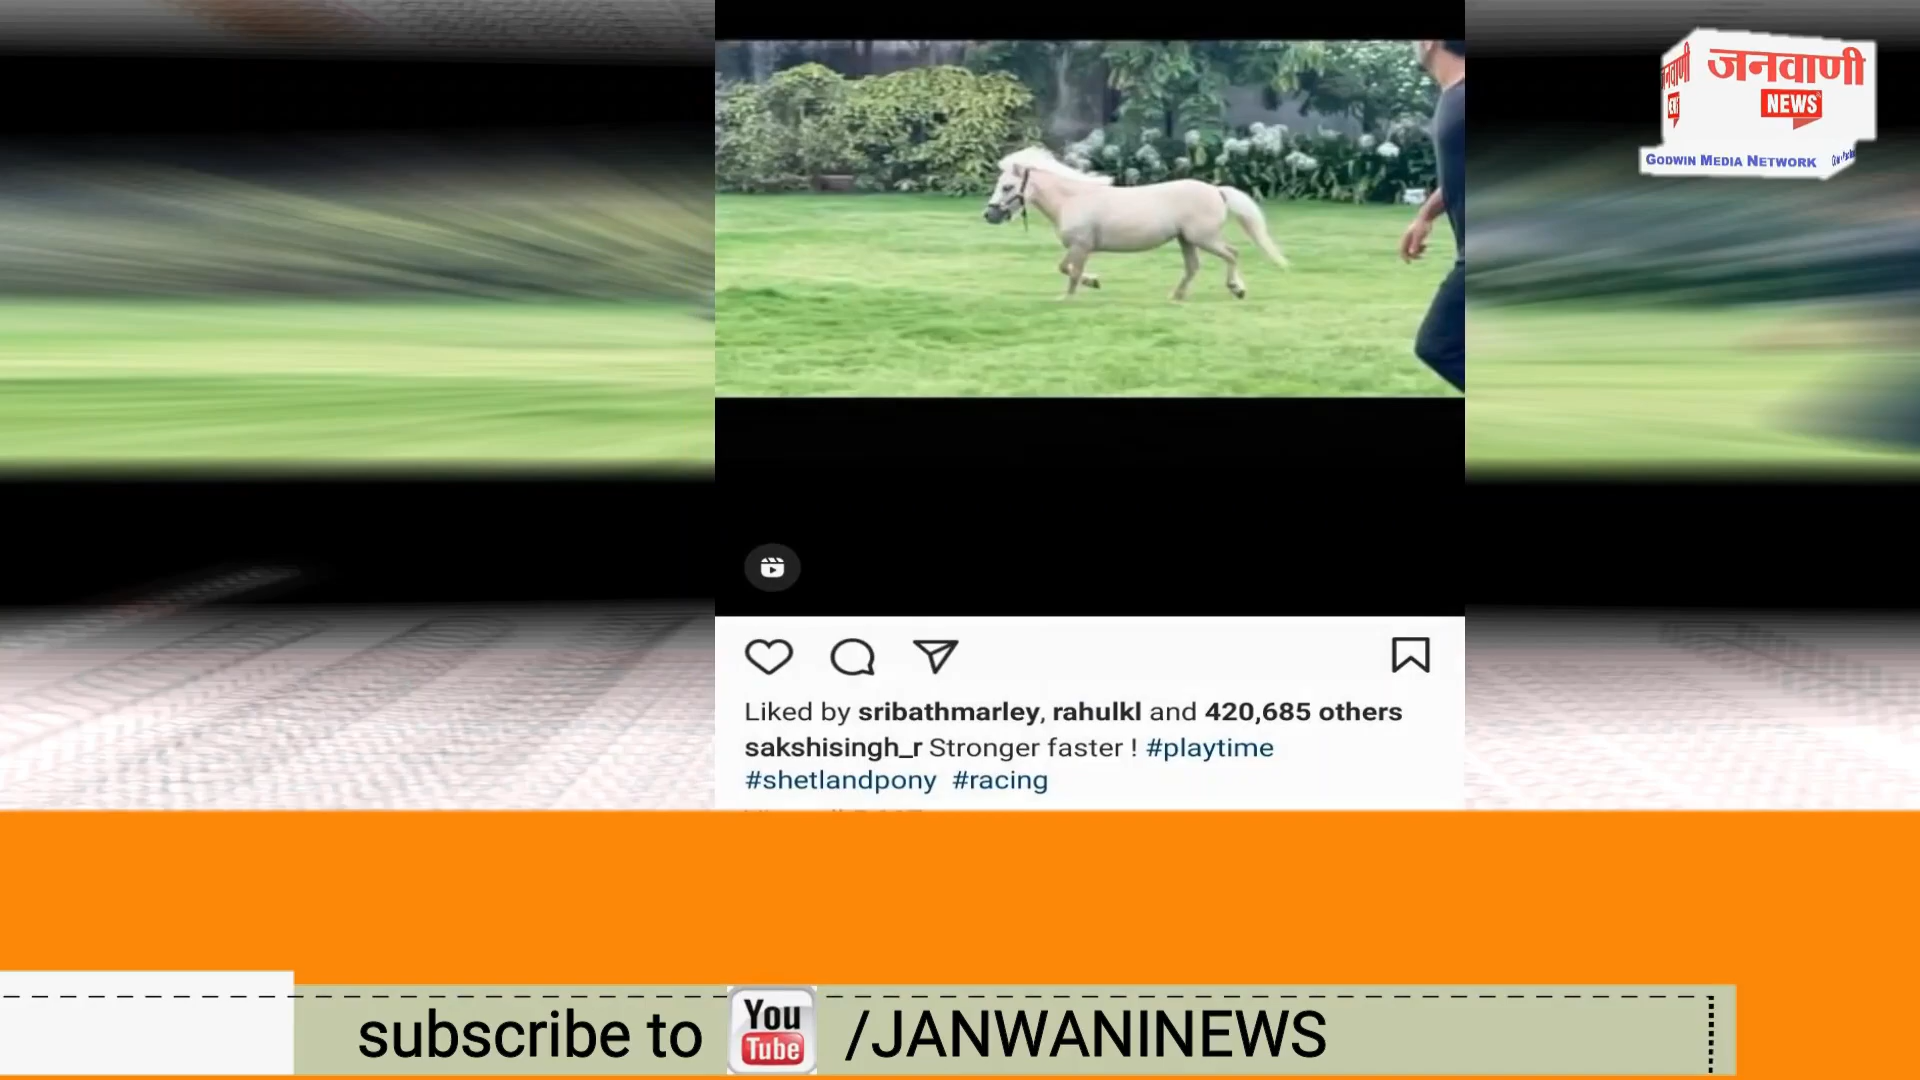 जनवाणी
NEWS
GODWIN MEDIA NETWORK
Liked by sribathmarley, rahulkl and 420,685 others
sakshisingh_r Stronger faster ! #playtime
#shetlandpony #racing
subscribe to You Tube /JANWANINEWS